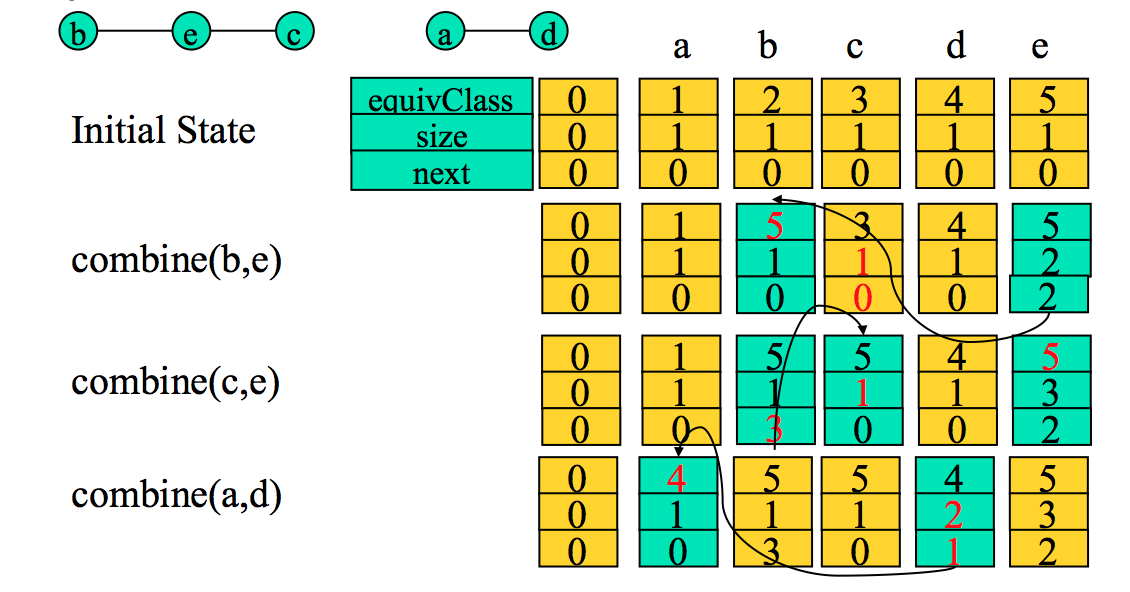 b e c a d
a b c d e
equivClass 0 1 2 3 4 5
Initial State size 0 1 1 1 1 1
next 0 0 0 0 0 0
0 1 5 3 4 5
combine(b,e) 0 1 1 1 1 2
0 0 0 0 0 2
0 1 5 5 4 5
combine(c,e) 0 1 1 1 1 3
0 0 3 0 0 2
0 4 5 5 4 5
combine(a,d) 0 1 1 1 2 3
0 0 3 0 1 2